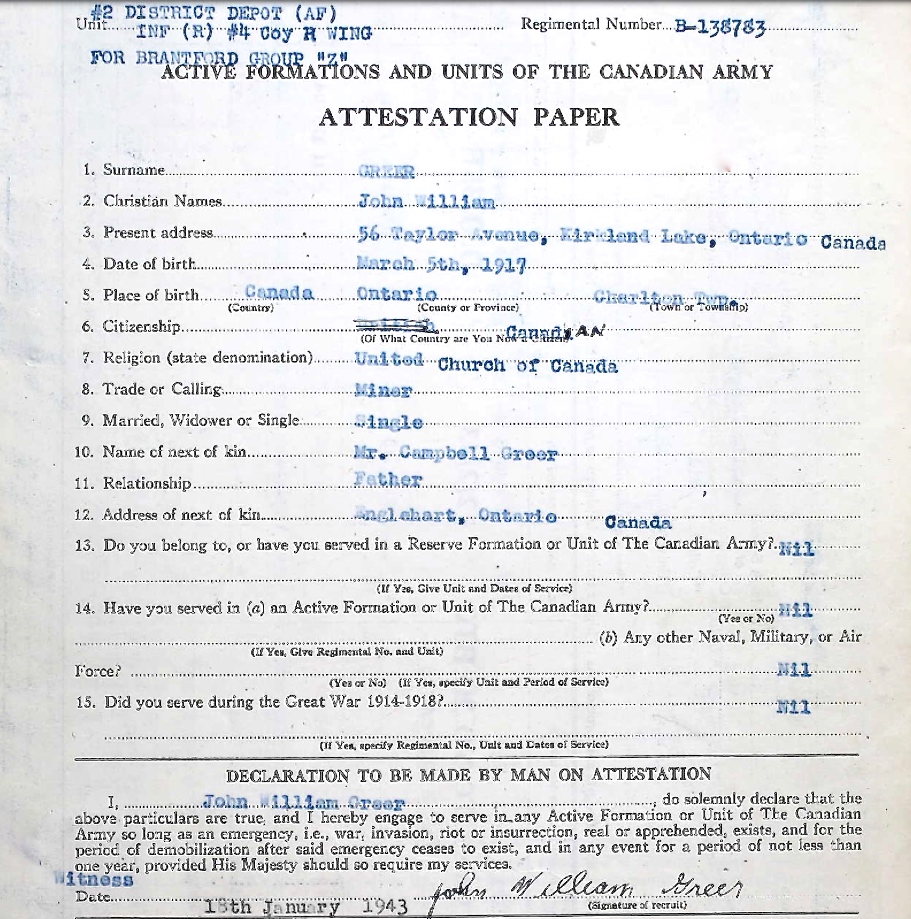 #2 DISTRICT DEPOT (AF)
Unit INF (R) #4 Coy R WING Regimental Number B-138783
FOR BRANTFORD GROUP "Z"
ACTIVE FORMATIONS AND UNITS OF THE CANADIAN ARMY
ATTESTATION PAPER
1. Surname GREER
2. Christian Names John William
3. Present address 56 Taylor Avenue, Kirkland Lake, Ontario Canada
4. Date of birth March 5th, 1917
5. Place of birth Canada Ontario Charlton Twp.
(Country) (County or Province) (Town or Township)
6. Citizenship CanadiAN
(Of What Country are You Now a Citizen)
7. Religion (state denomination) United Church of Canada
8. Trade or Calling Miner
9. Married, Widower or Single Single
10. Name of next of kin Mr. Campbell Greer
11. Relationship Father
12. Address of next of kin Englehart, Ontario Canada
13. Do you belong to, or have you served in a Reserve Formation or Unit of The Canadian Army? Nil
(If Yes, Give Unit and Dates of Service)
14. Have you served in (a) an Active Formation or Unit of The Canadian Army? Nil
(Yes or No)
(b) Any other Naval, Military, or Air
(If Yes, Give Regimental No. and Unit)
Force? Nil
(Yes or No) (If Yes, specify Unit and Period of Service)
15. Did you serve during the Great War 1914-1918? Nil
(If Yes, specify Regimental No., Unit and Dates of Service)
DECLARATION TO BE MADE BY MAN ON ATTESTATION
I, John William Greer, do solemnly declare that the
above particulars are true, and I hereby engage to serve in any Active Formation or Unit of The Canadian
Army so long as an emergency, i.e., war, invasion, riot or insurrection, real or apprehended, exists, and for the
period of demobilization after said emergency ceases to exist, and in any event for a period of not less than
one year, provided His Majesty should so require my services.
Witness
Date 18th January 1943 John William Greer
(Signature of recruit)